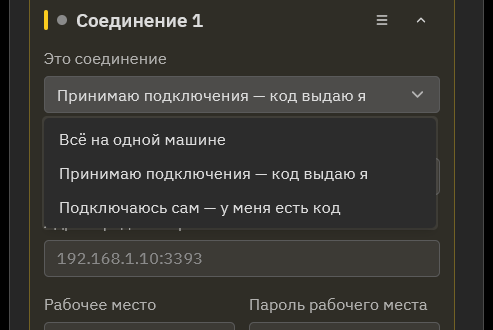 Соединение 1
Это соединение
Принимаю подключения — код выдаю я
Всё на одной машине
Принимаю подключения — код выдаю я
Подключаюсь сам — у меня есть код
192.168.1.10:3393
Рабочее место
Пароль рабочего места